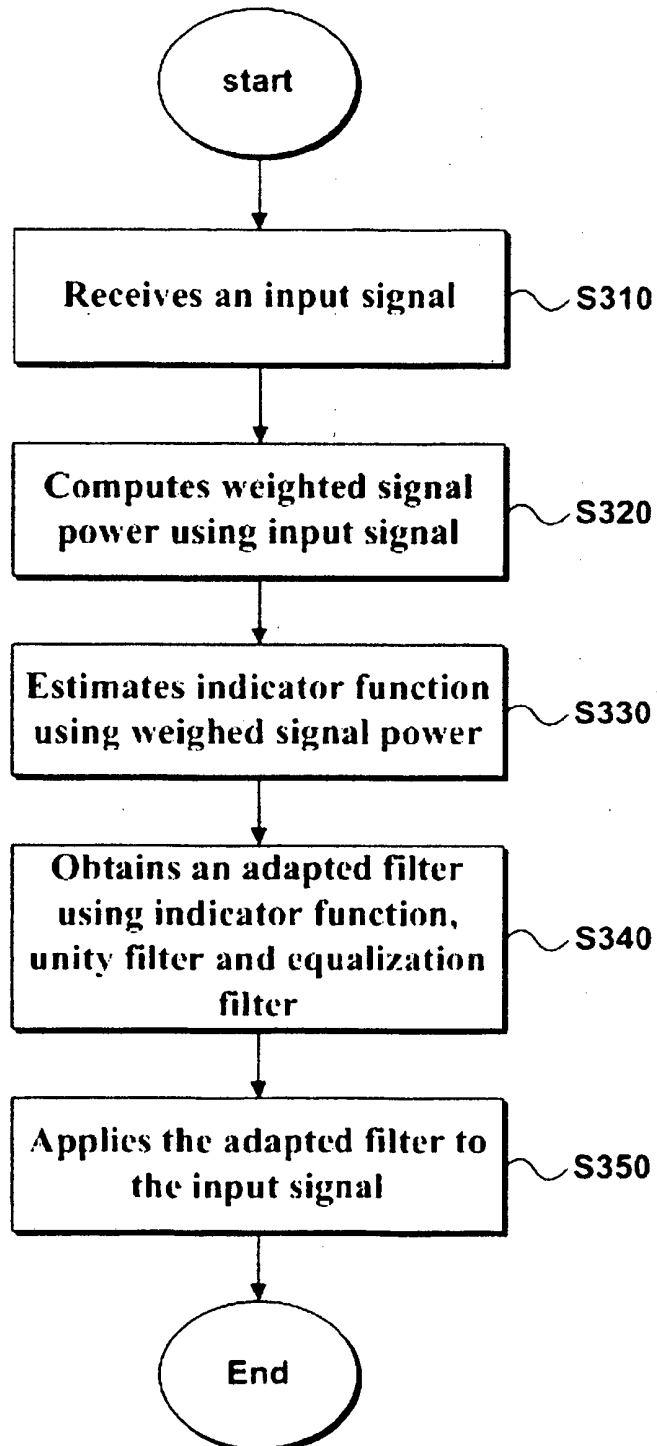 start
Receives an input signal
S310
Computes weighted signal
power using input signal
S320
Estimates indicator function
using weighed signal power
S330
Obtains an adapted filter
using indicator function,
unity filter and equalization
filter
S340
Applies the adapted filter to
the input signal
S350
End